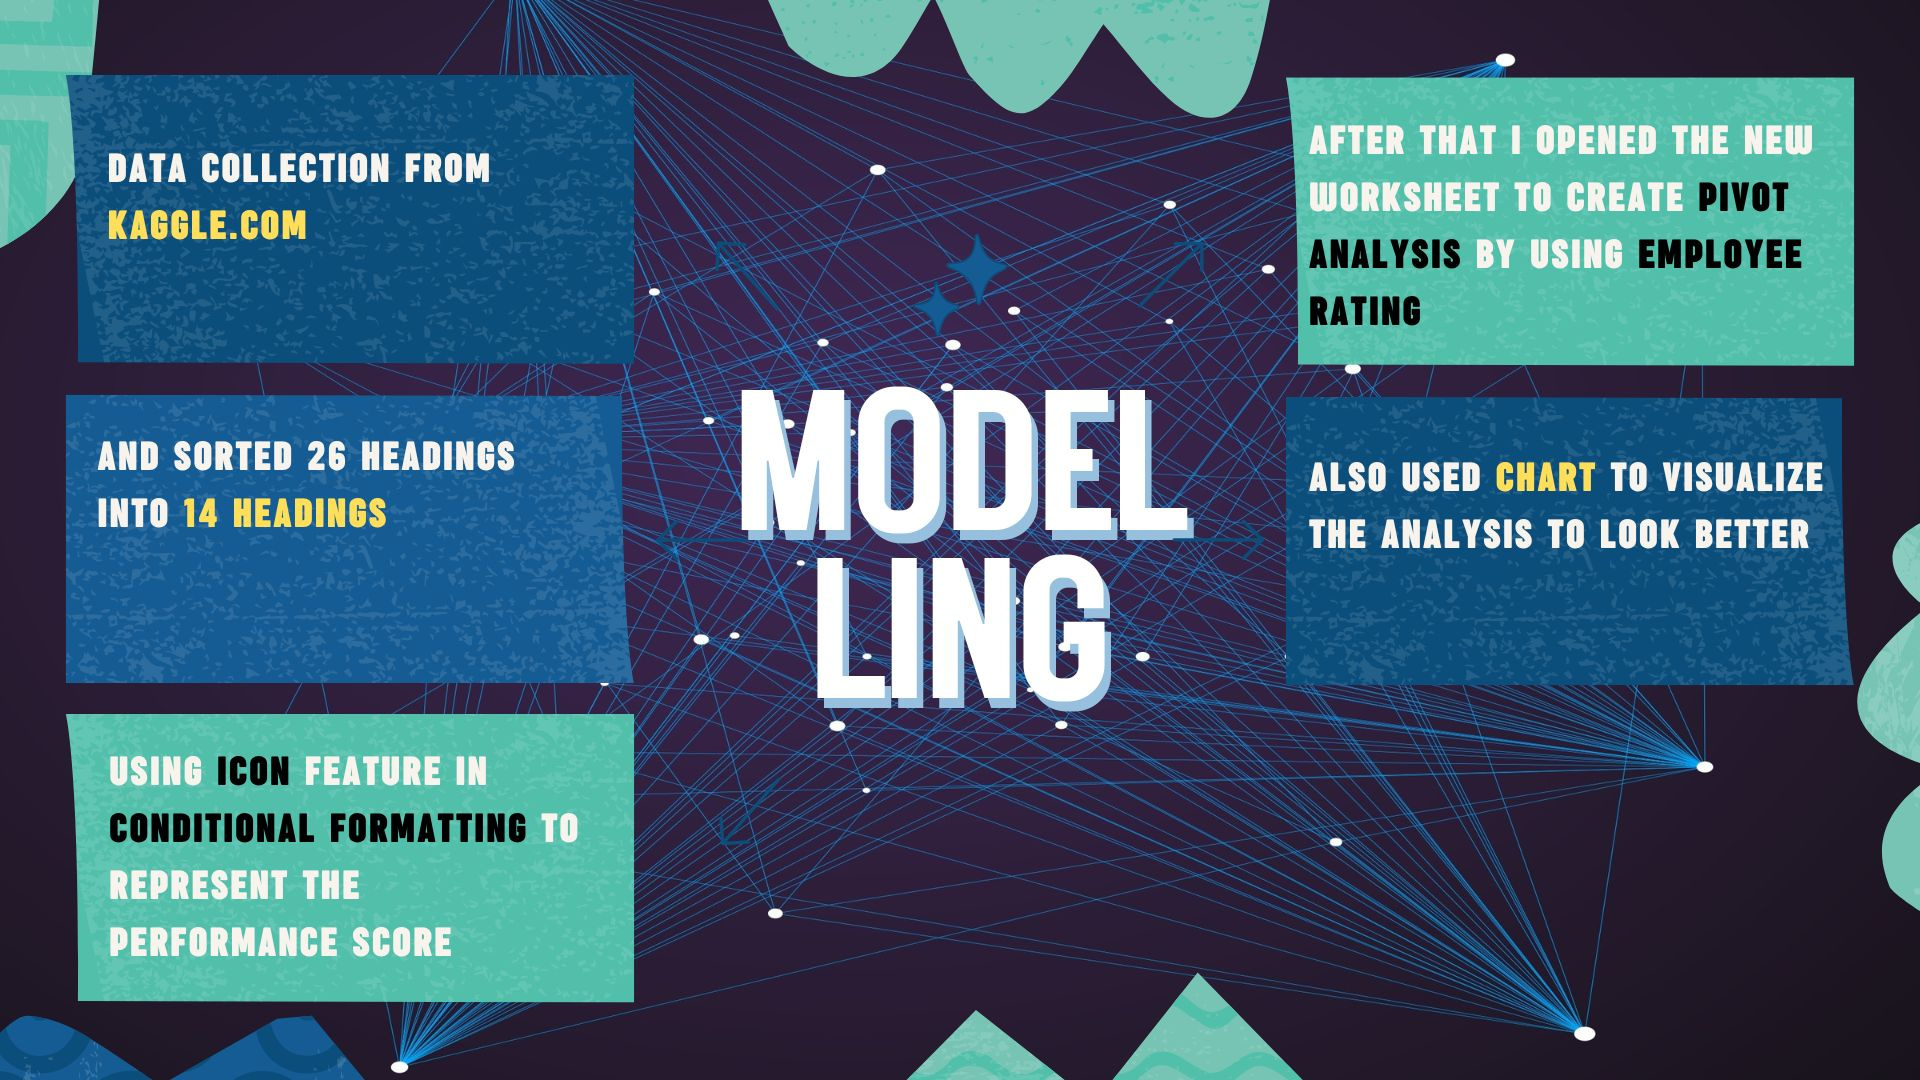 DATA COLLECTION FROM
KAGGLE.COM
AND SORTED 26 HEADINGS
INTO 14 HEADINGS
USING ICON FEATURE IN
CONDITIONAL FORMATTING TO
REPRESENT THE
PERFORMANCE SCORE
MODEL
LING
AFTER THAT I OPENED THE NEW
WORKSHEET TO CREATE PIVOT
ANALYSIS BY USING EMPLOYEE
RATING
ALSO USED CHART TO VISUALIZE
THE ANALYSIS TO LOOK BETTER